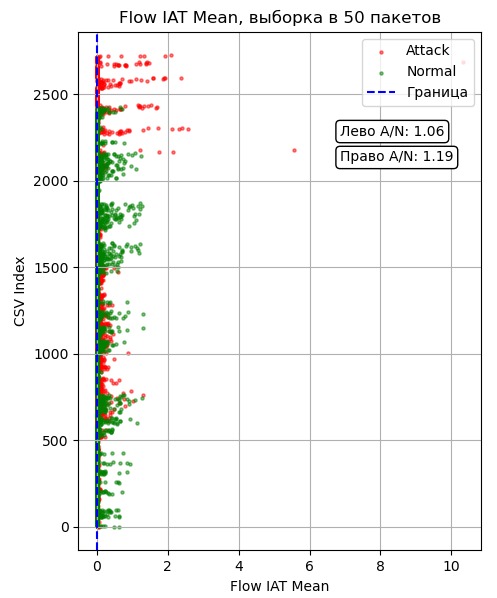 Flow IAT Mean, выборка в 50 пакетов
Attack
Normal
Граница
Лево A/N: 1.06
Право A/N: 1.19
CSV Index
2500
2000
1500
1000
500
0
0 2 4 6 8 10
Flow IAT Mean